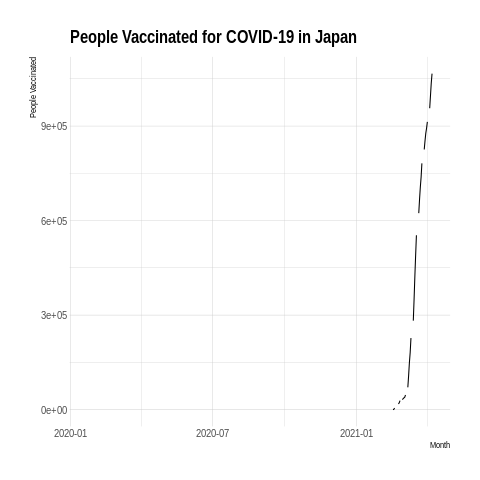 People Vaccinated for COVID-19 in Japan
People Vaccinated
9e+05
6e+05
3e+05
0e+00
2020-01 2020-07 2021-01
Month